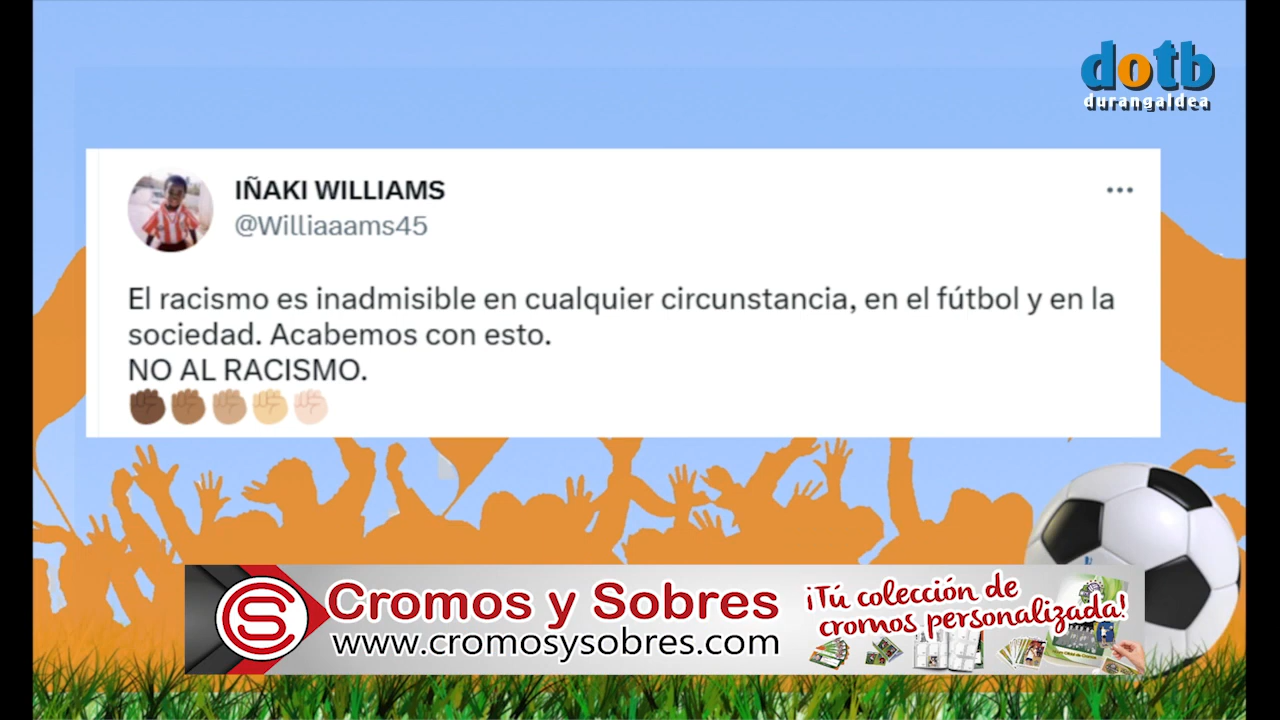 dotb
durangaldea
IÑAKI WILLIAMS
@Williaaams45
El racismo es inadmisible en cualquier circunstancia, en el fútbol y en la
sociedad. Acabemos con esto.
NO AL RACISMO.
✊🏿✊🏾✊🏽✊🏼✊🏻
CS Cromos y Sobres
www.cromosysobres.com
¡Tú colección de
cromos personalizada!